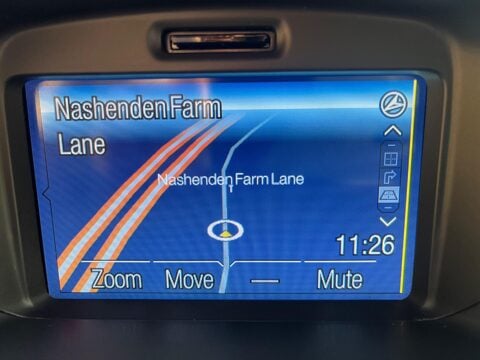 Nashenden Farm
Lane
Nashenden Farm Lane
11:26
Zoom Move Mute